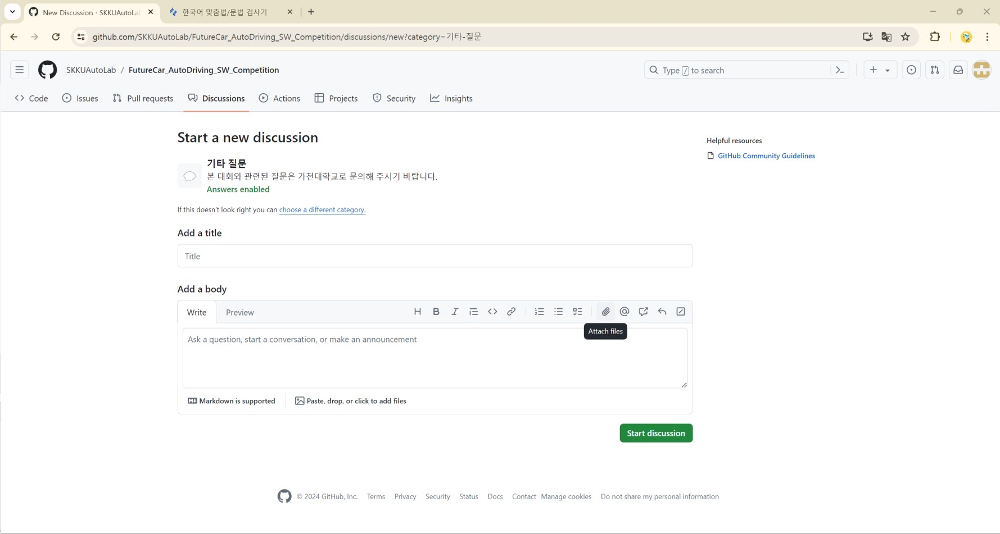 New Discussion · SKKUAutoLa
한국어 맞춤법/문법 검사기
github.com/SKKUAutoLab/FutureCar_AutoDriving_SW_Competition/discussions/new?category=기타-질문
SKKUAutoLab / FutureCar_AutoDriving_SW_Competition
Type / to search
Code Issues Pull requests Discussions Actions Projects Security Insights
Start a new discussion
기타 질문
본 대회와 관련된 질문은 가천대학교로 문의해 주시기 바랍니다.
Answers enabled
If this doesn't look right you can choose a different category.
Helpful resources
GitHub Community Guidelines
Add a title
Title
Add a body
Write Preview
Attach files
Ask a question, start a conversation, or make an announcement
Markdown is supported Paste, drop, or click to add files
Start discussion
© 2024 GitHub, Inc. Terms Privacy Security Status Docs Contact Manage cookies Do not share my personal information